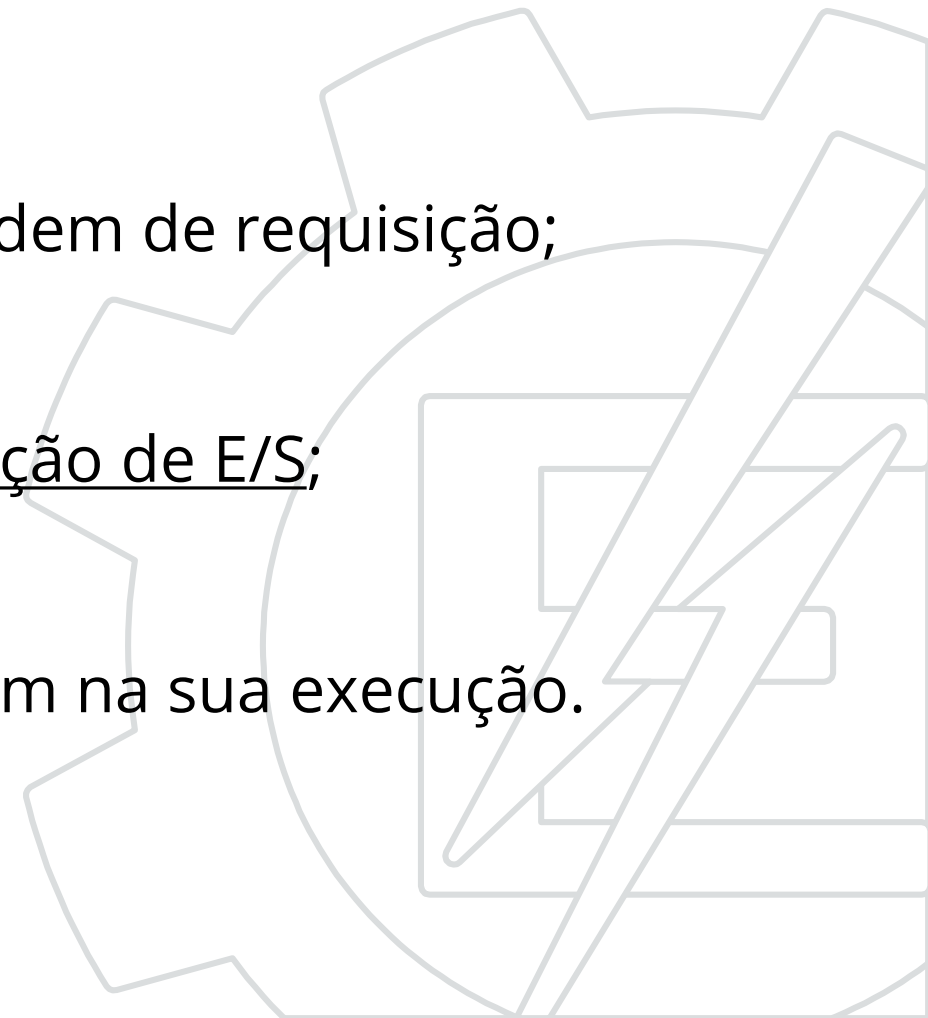 dem de requisição;
ção de E/S;
m na sua execução.